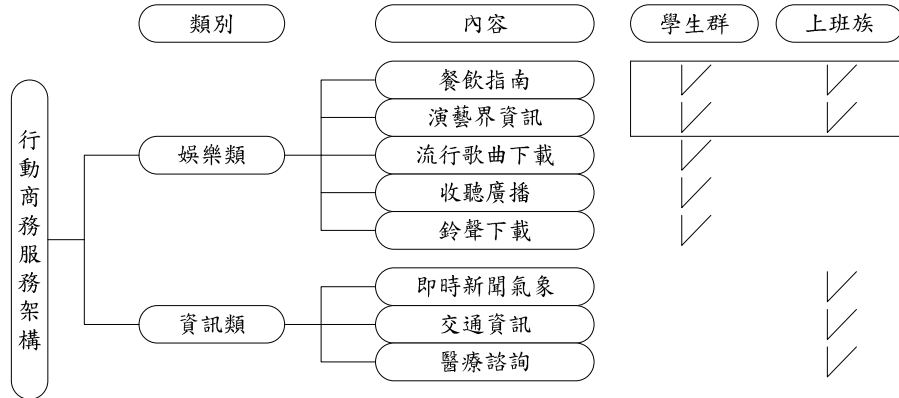 類別
內容
學生群
上班族
行動商務服務架構
娛樂類
餐飲指南
演藝界資訊
流行歌曲下載
收聽廣播
鈴聲下載
資訊類
即時新聞氣象
交通資訊
醫療諮詢